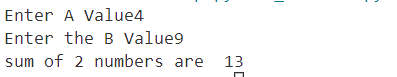 Enter A Value4
Enter the B Value9
sum of 2 numbers are  13